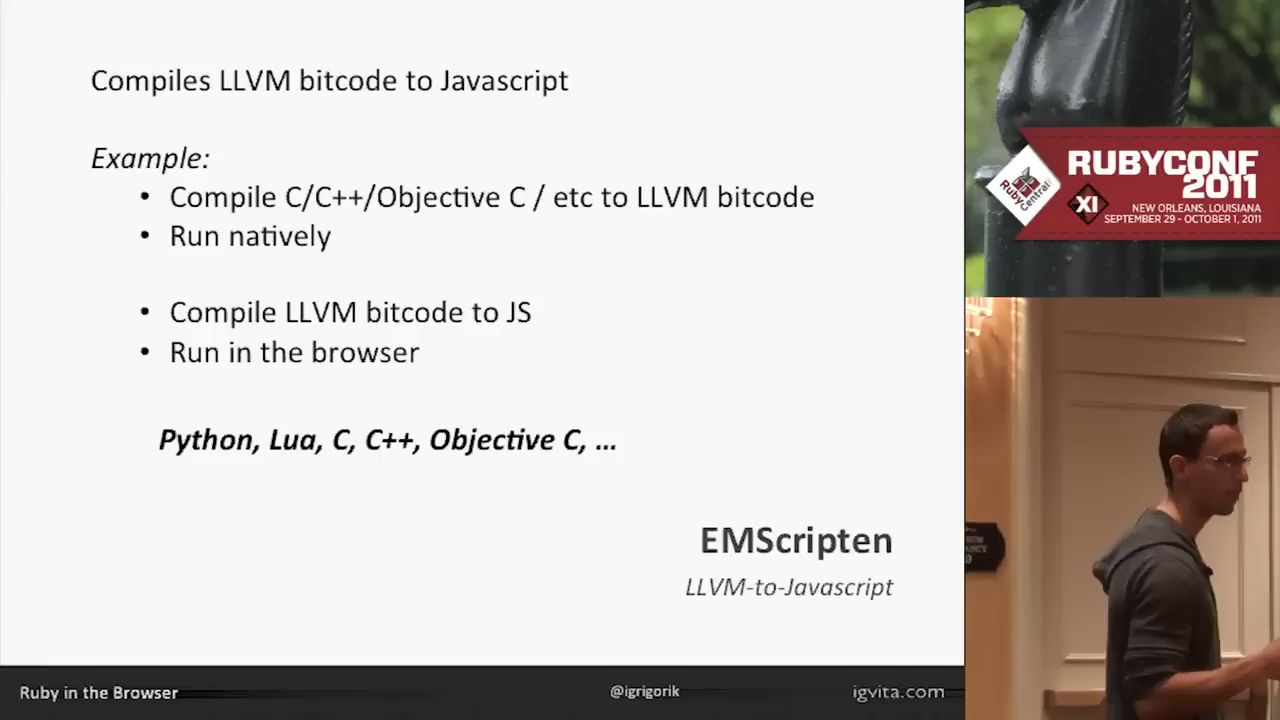 Compiles LLVM bitcode to Javascript
Example:
• Compile C/C++/Objective C / etc to LLVM bitcode
• Run natively
• Compile LLVM bitcode to JS
• Run in the browser
Python, Lua, C, C++, Objective C, ...
EMScripten
LLVM-to-Javascript
Ruby in the Browser
@igrigorik
igvita.com
RubyCentral
XI
RUBYCONF
2011
NEW ORLEANS, LOUISIANA
SEPTEMBER 29 - OCTOBER 1, 2011